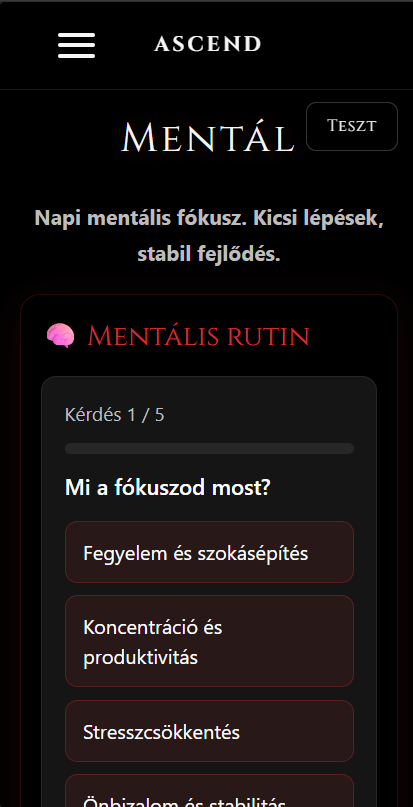 ASCEND
Mentál
Teszt
Napi mentális fókusz. Kicsi lépések,
stabil fejlődés.
Mentális rutin
Kérdés 1 / 5
Mi a fókuszod most?
Fegyelem és szokásépítés
Koncentráció és
produktivitás
Stresszcsökkentés
Önbizalom és stabilitás